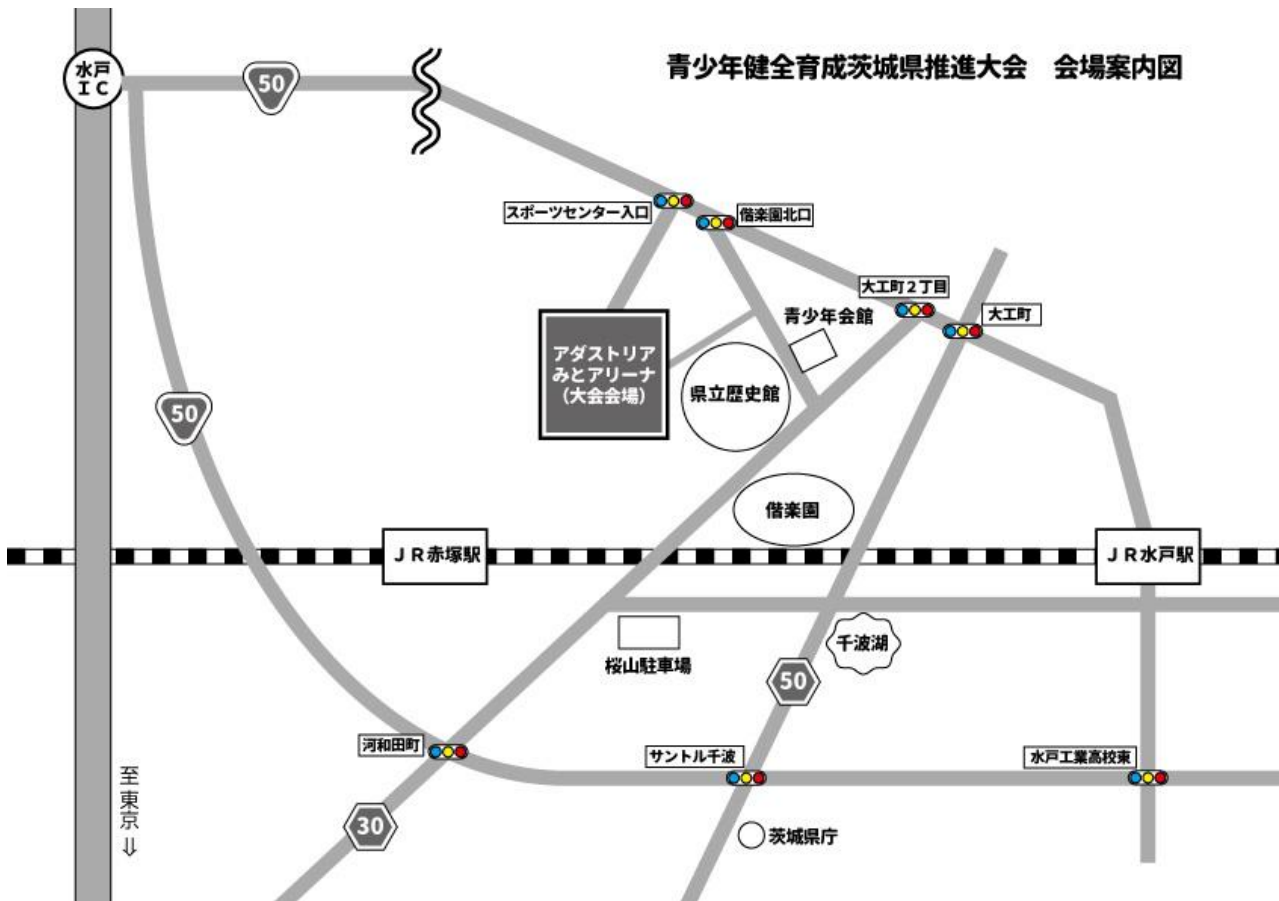 青少年健全育成茨城県推進大会　会場案内図
水戸
ＩＣ
50
スポーツセンター入口
偕楽園北口
大工町２丁目
大工町
青少年会館
アダストリア
みとアリーナ
（大会会場）
県立歴史館
50
偕楽園
ＪＲ赤塚駅
ＪＲ水戸駅
千波湖
桜山駐車場
50
河和田町
サントル千波
水戸工業高校東
至東京⇩
30
茨城県庁